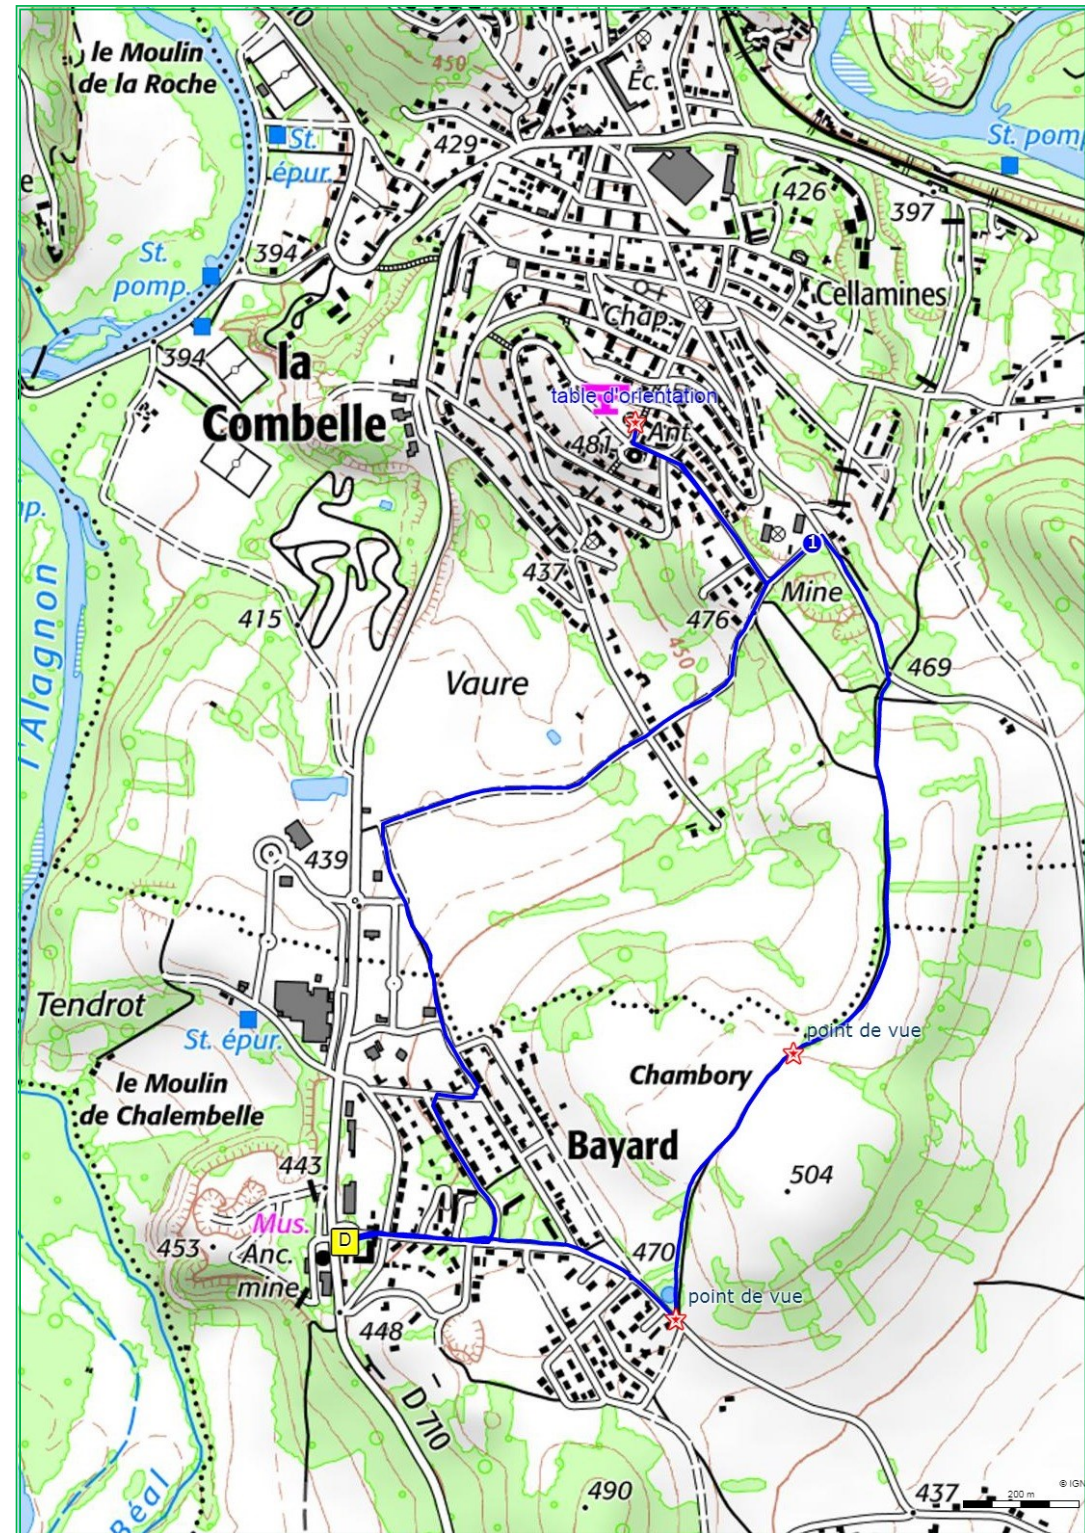 le Moulin
de la Roche
450
Éc.
St. pomp
429
St.
épur.
426
397
394
St.
pomp.
Cellamines
Chap.
394
la
Combelle
table d'orientation
481
Ant.
l'Alagnon
437
1
Mine
476
415
450
469
Vaure
439
Tendrot
St. épur.
point de vue
le Moulin
de Chalembelle
Chambory
Bayard
443
504
Mus.
D
453
Anc.
mine
470
point de vue
448
D 710
490
437
Béal
200 m
© IGN